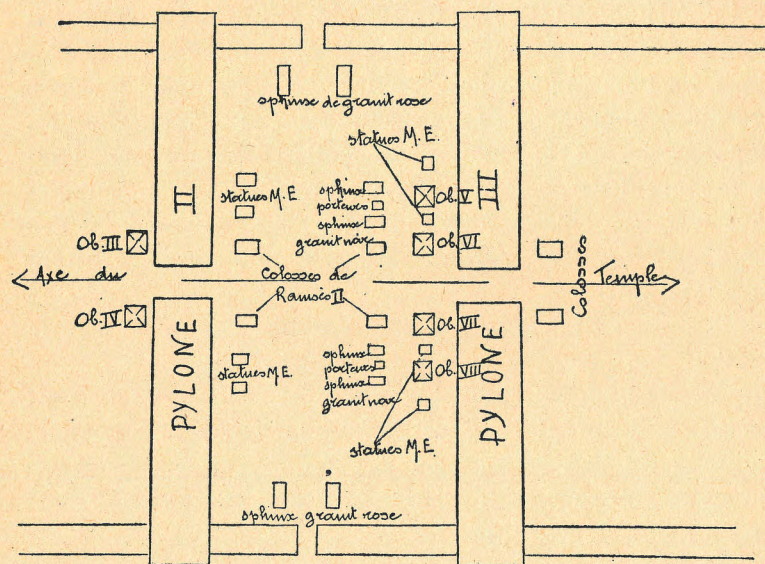 sphinx de granit rose
statues M.E.
II
III
statues M.E
sphinx
porteurs
sphinx
granit noir
Ob. V
Ob. III
Ob. VI
Colosses
Axe du
Colosses de
Ramsès II
Temple
Ob. IV
Ob. VII
PYLONE
PYLONE
statues M.E.
sphinx
porteurs
sphinx
granit noir
Ob. VIII
statues M.E.
sphinx granit rose